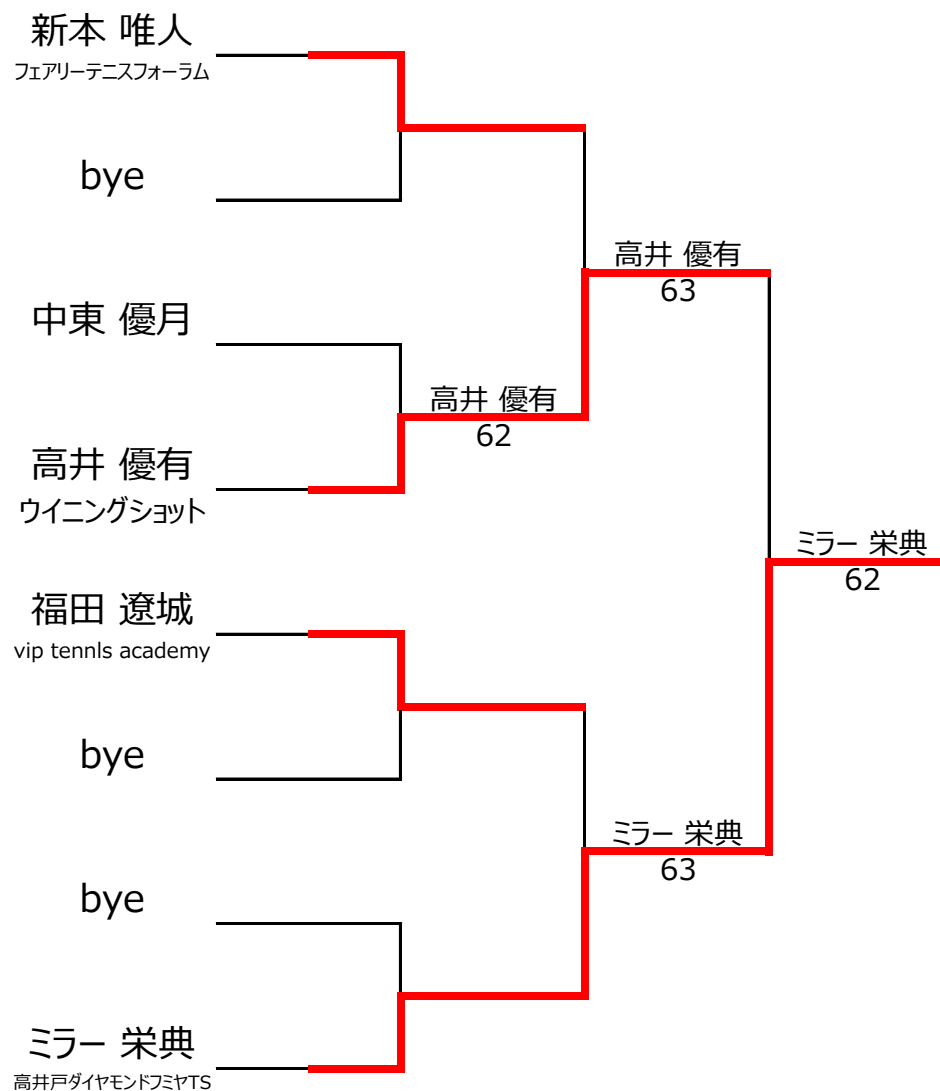 新本 唯人
フェアリーテニスフォーラム
bye
高井 優有
63
中東 優月
高井 優有
62
高井 優有
ウイニングショット
ミラー 栄典
62
福田 遼城
vip tennls academy
bye
ミラー 栄典
63
bye
ミラー 栄典
高井戸ダイヤモンドフミヤTS